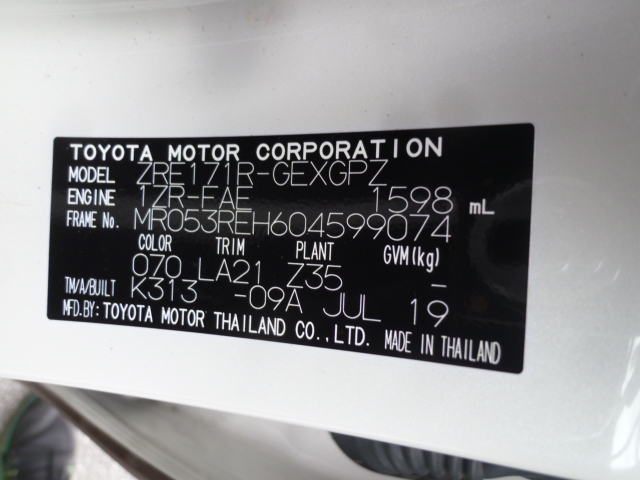 TOYOTA MOTOR CORPORATION
MODEL ZRE171R-GEXGPZ
ENGINE 1ZR-FAE 1598 mL
FRAME No. MR053REH604599074
COLOR TRIM PLANT GVM(kg)
070 LA21 Z35 -
TM/A/BUILT K313 -09A JUL 19
MFD.BY: TOYOTA MOTOR THAILAND CO.,LTD. MADE IN THAILAND